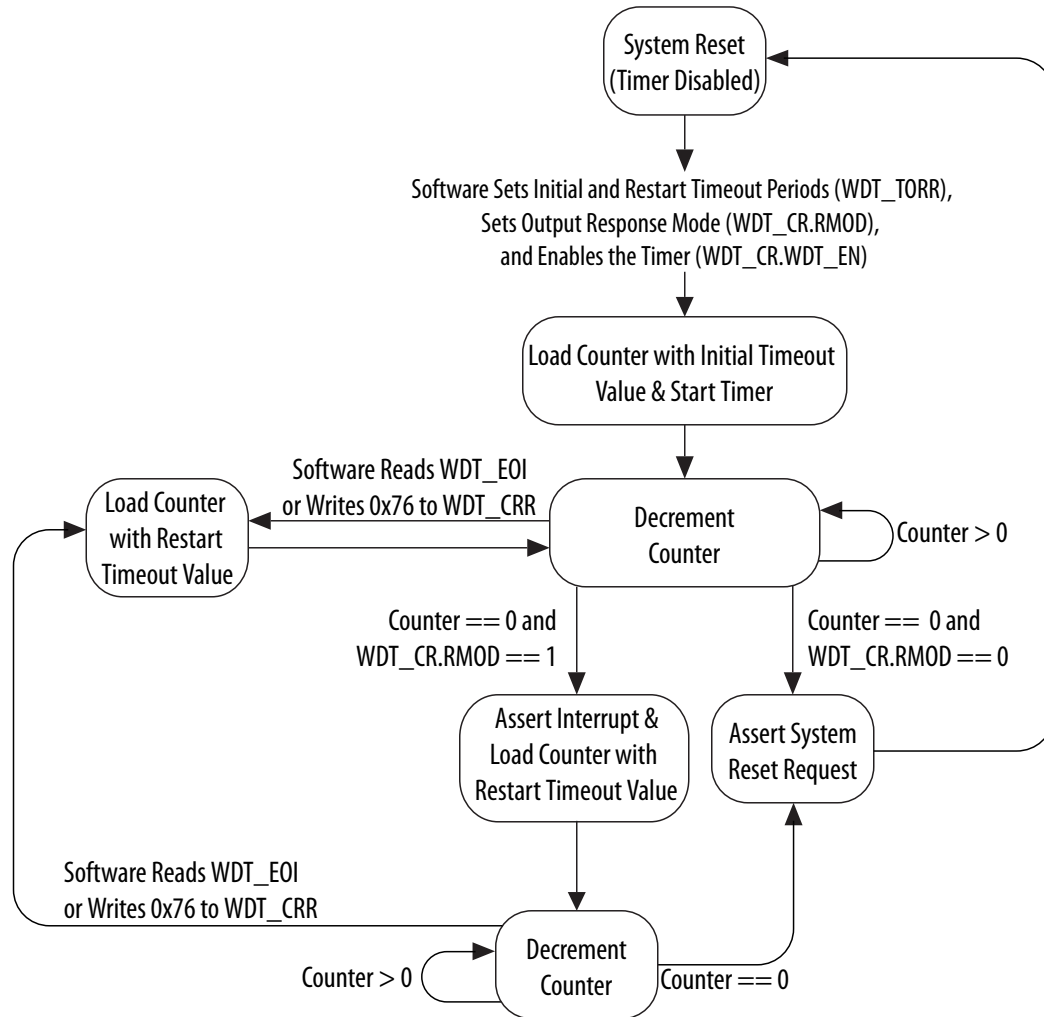 System Reset
(Timer Disabled)
Software Sets Initial and Restart Timeout Periods (WDT_TORR),
Sets Output Response Mode (WDT_CR.RMOD),
and Enables the Timer (WDT_CR.WDT_EN)
Load Counter with Initial Timeout
Value & Start Timer
Software Reads WDT_EOI
or Writes 0x76 to WDT_CRR
Load Counter
with Restart
Timeout Value
Decrement
Counter
Counter > 0
Counter == 0 and
WDT_CR.RMOD == 1
Counter == 0 and
WDT_CR.RMOD == 0
Assert Interrupt &
Load Counter with
Restart Timeout Value
Assert System
Reset Request
Software Reads WDT_EOI
or Writes 0x76 to WDT_CRR
Counter > 0
Decrement
Counter
Counter == 0